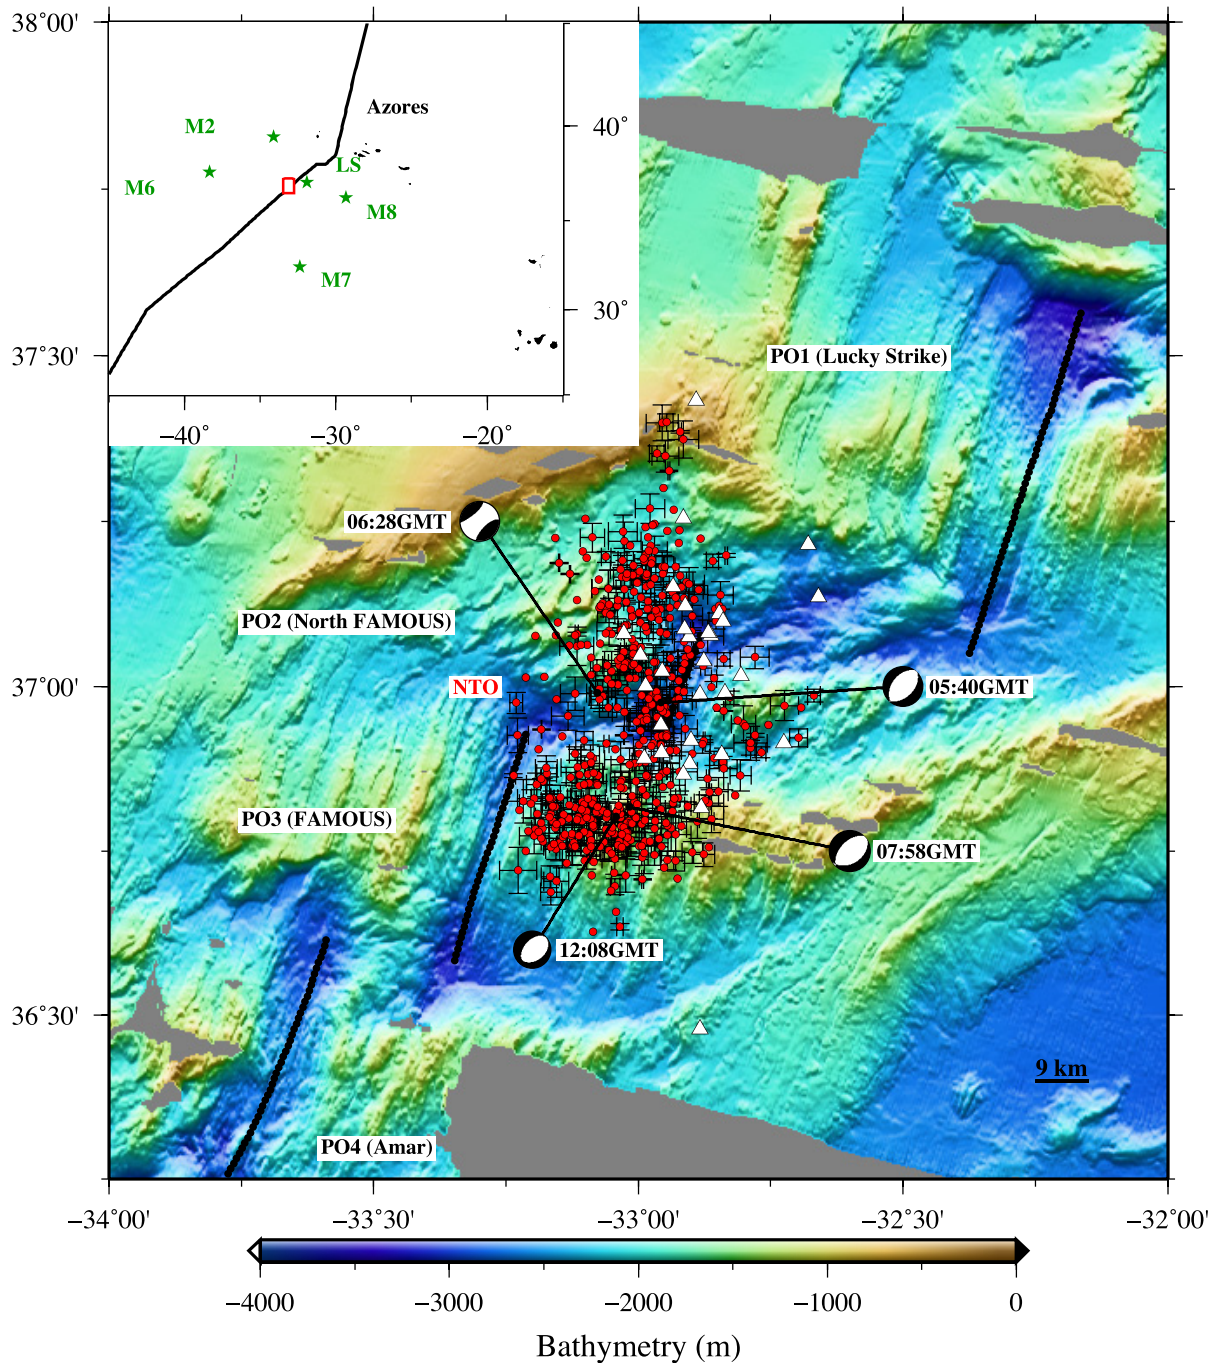 38°00'
37°30'
37°00'
36°30'
Azores
M2
M6
LS
M8
M7
40°
30°
−40°
−30°
−20°
PO1 (Lucky Strike)
06:28GMT
PO2 (North FAMOUS)
NTO
05:40GMT
PO3 (FAMOUS)
07:58GMT
12:08GMT
9 km
PO4 (Amar)
−34°00'
−33°30'
−33°00'
−32°30'
−32°00'
−4000
−3000
−2000
−1000
0
Bathymetry (m)